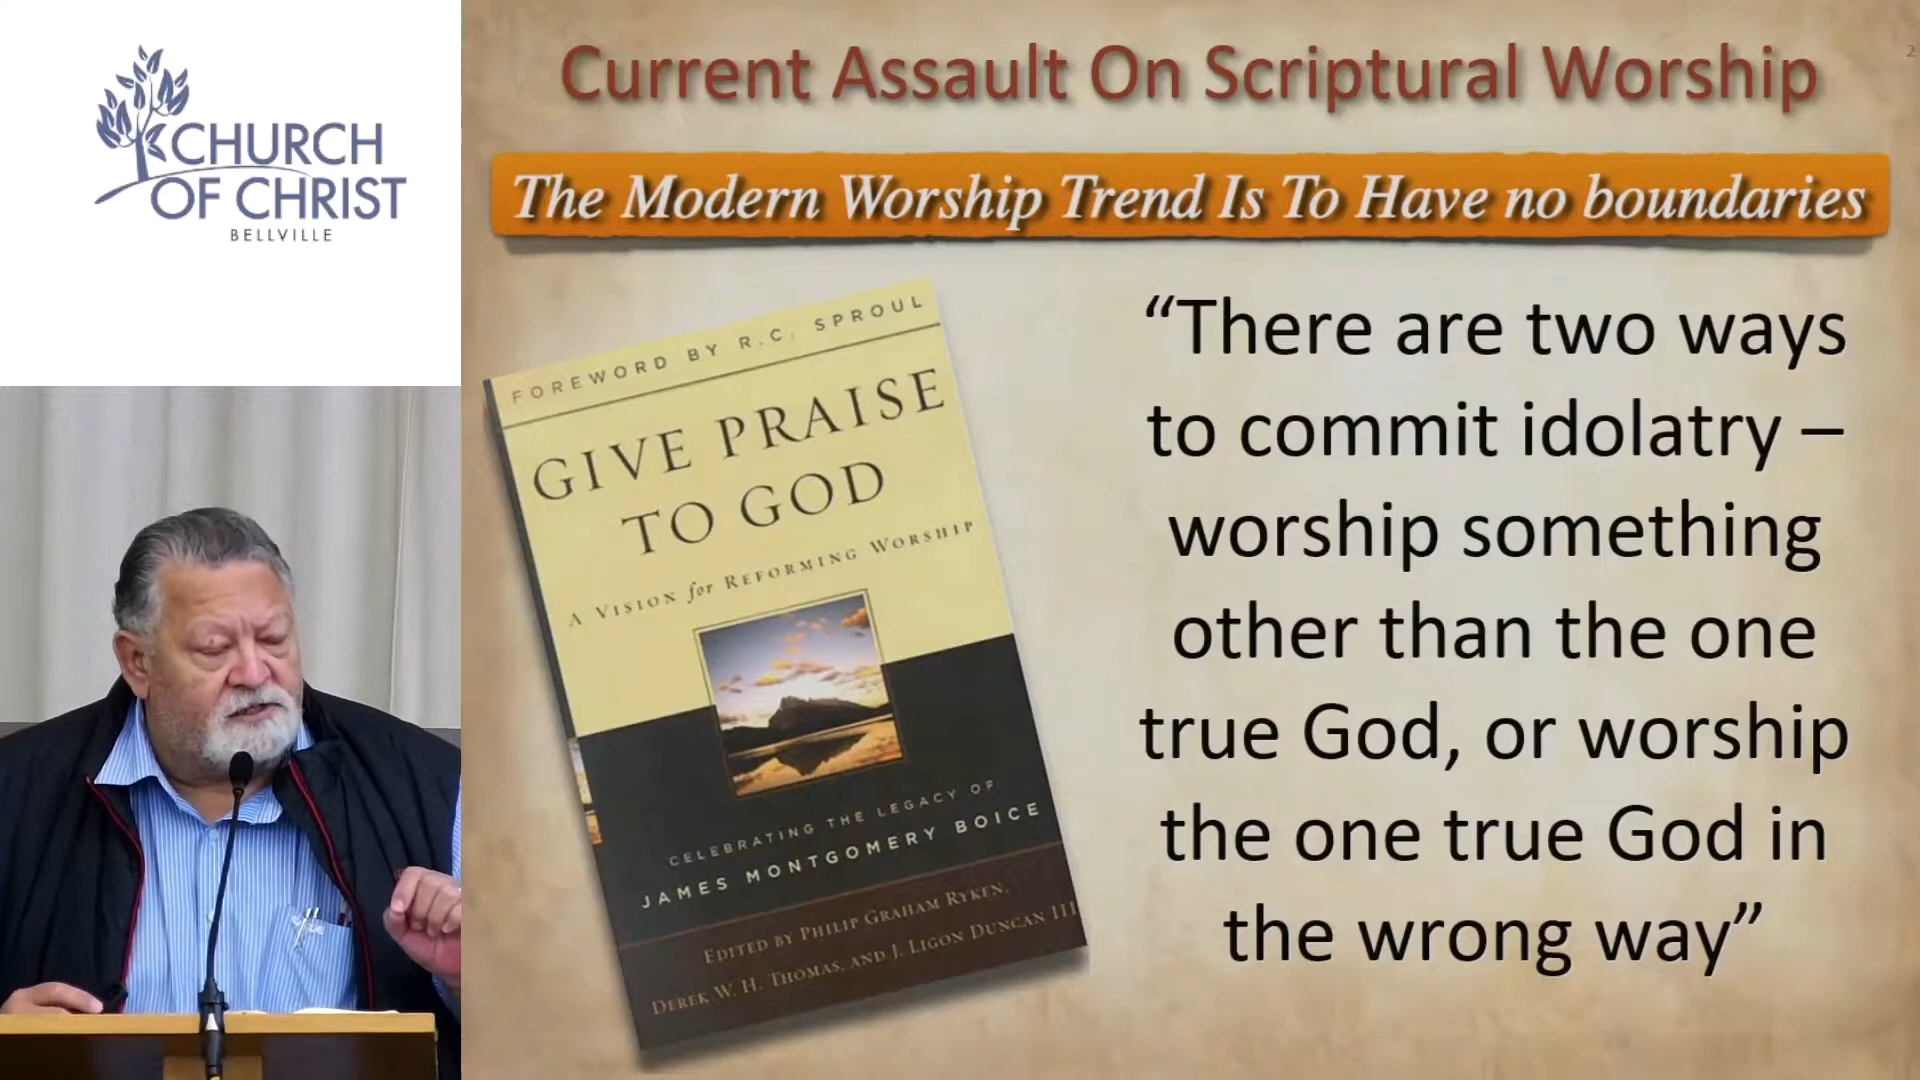 CHURCH
OF CHRIST
BELLVILLE
Current Assault On Scriptural Worship
2
The Modern Worship Trend Is To Have no boundaries
FOREWORD BY R.C. SPROUL
GIVE PRAISE
TO GOD
A VISION for REFORMING WORSHIP
CELEBRATING THE LEGACY OF
JAMES MONTGOMERY BOICE
EDITED BY PHILIP GRAHAM RYKEN,
DEREK W. H. THOMAS, AND J. LIGON DUNCAN III
“There are two ways
to commit idolatry –
worship something
other than the one
true God, or worship
the one true God in
the wrong way”